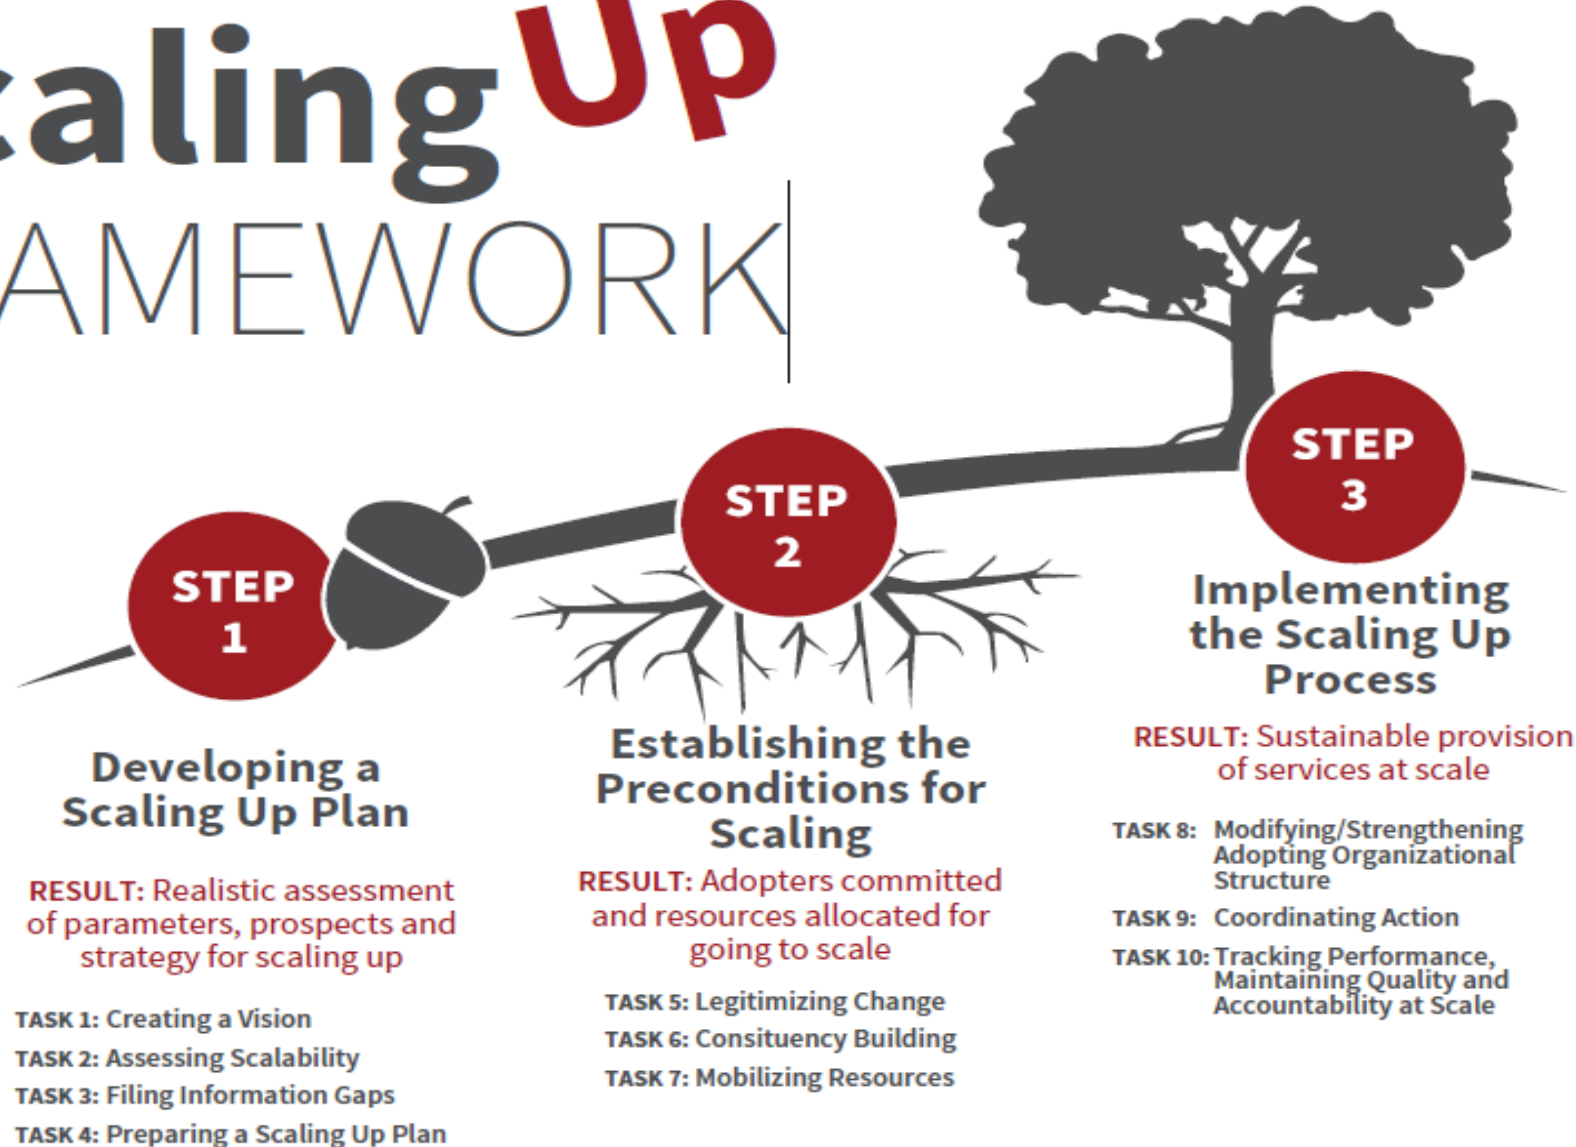 caling Up
AMEWORK
STEP
1
Developing a
Scaling Up Plan
RESULT: Realistic assessment
of parameters, prospects and
strategy for scaling up
TASK 1: Creating a Vision
TASK 2: Assessing Scalability
TASK 3: Filing Information Gaps
TASK 4: Preparing a Scaling Up Plan
STEP
2
Establishing the
Preconditions for
Scaling
RESULT: Adopters committed
and resources allocated for
going to scale
TASK 5: Legitimizing Change
TASK 6: Consituency Building
TASK 7: Mobilizing Resources
STEP
3
Implementing
the Scaling Up
Process
RESULT: Sustainable provision
of services at scale
TASK 8: Modifying/Strengthening
Adopting Organizational
Structure
TASK 9: Coordinating Action
TASK 10: Tracking Performance,
Maintaining Quality and
Accountability at Scale